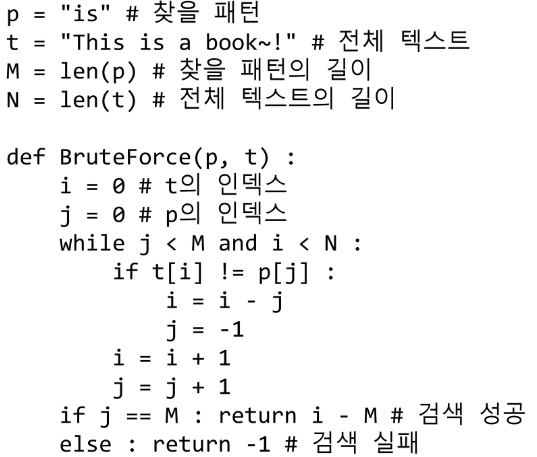 p = "is" # 찾을 패턴
t = "This is a book~!" # 전체 텍스트
M = len(p) # 찾을 패턴의 길이
N = len(t) # 전체 텍스트의 길이

def BruteForce(p, t) :
    i = 0 # t의 인덱스
    j = 0 # p의 인덱스
    while j < M and i < N :
        if t[i] != p[j] :
            i = i - j
            j = -1
        i = i + 1
        j = j + 1
    if j == M : return i - M # 검색 성공
    else : return -1 # 검색 실패